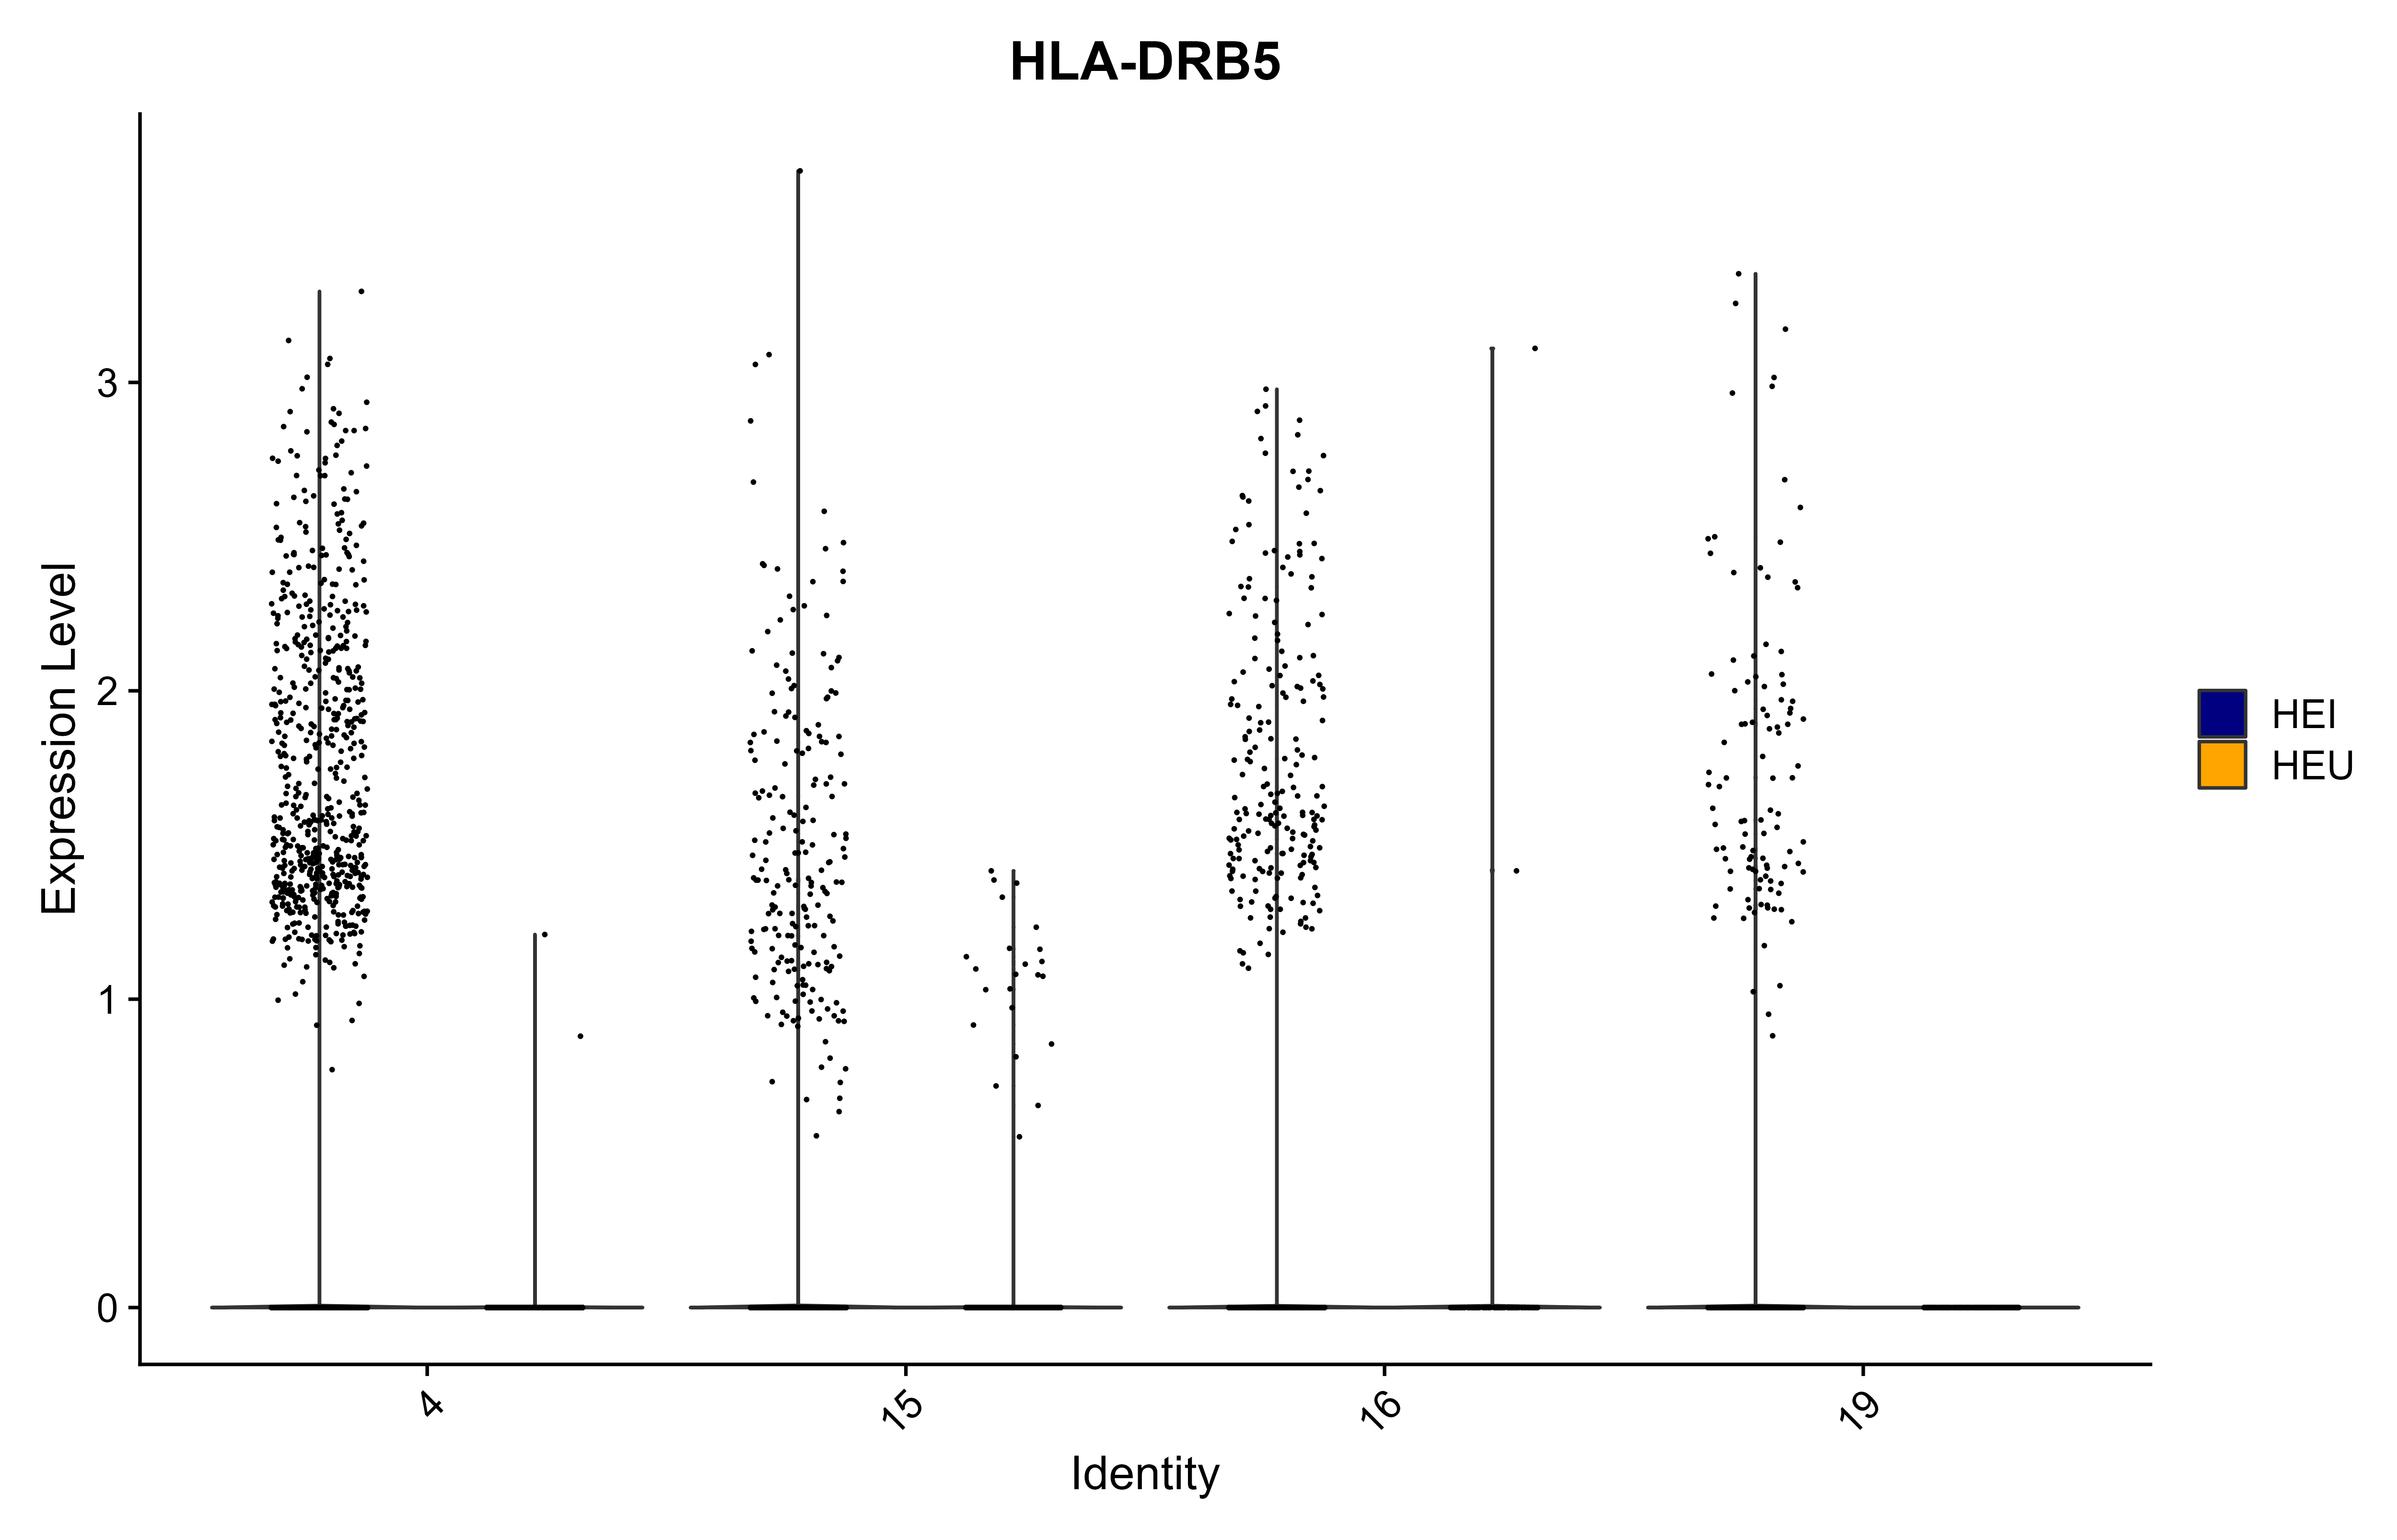 HLA-DRB5
Expression Level
3
2
1
0
4
15
16
19
Identity
HEI
HEU